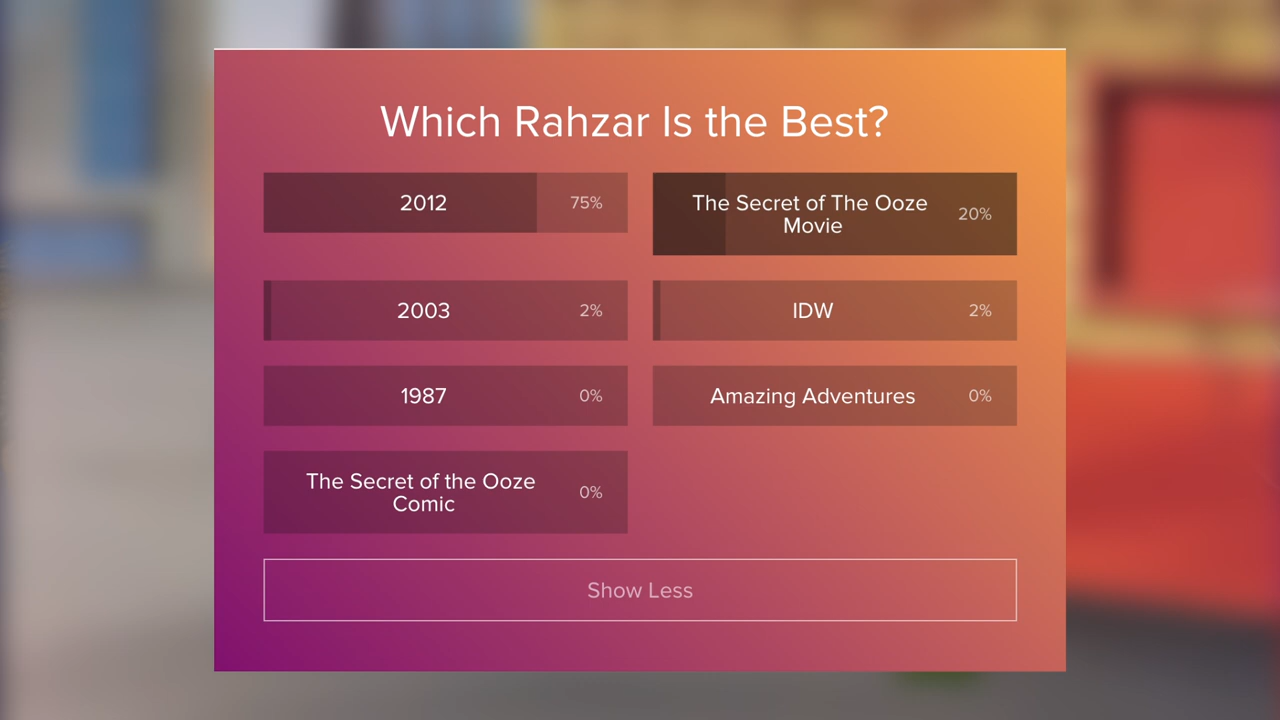 Which Rahzar Is the Best?
2012 75%
The Secret of The Ooze
Movie
20%
2003 2%
IDW 2%
1987 0%
Amazing Adventures 0%
The Secret of the Ooze
Comic
0%
Show Less